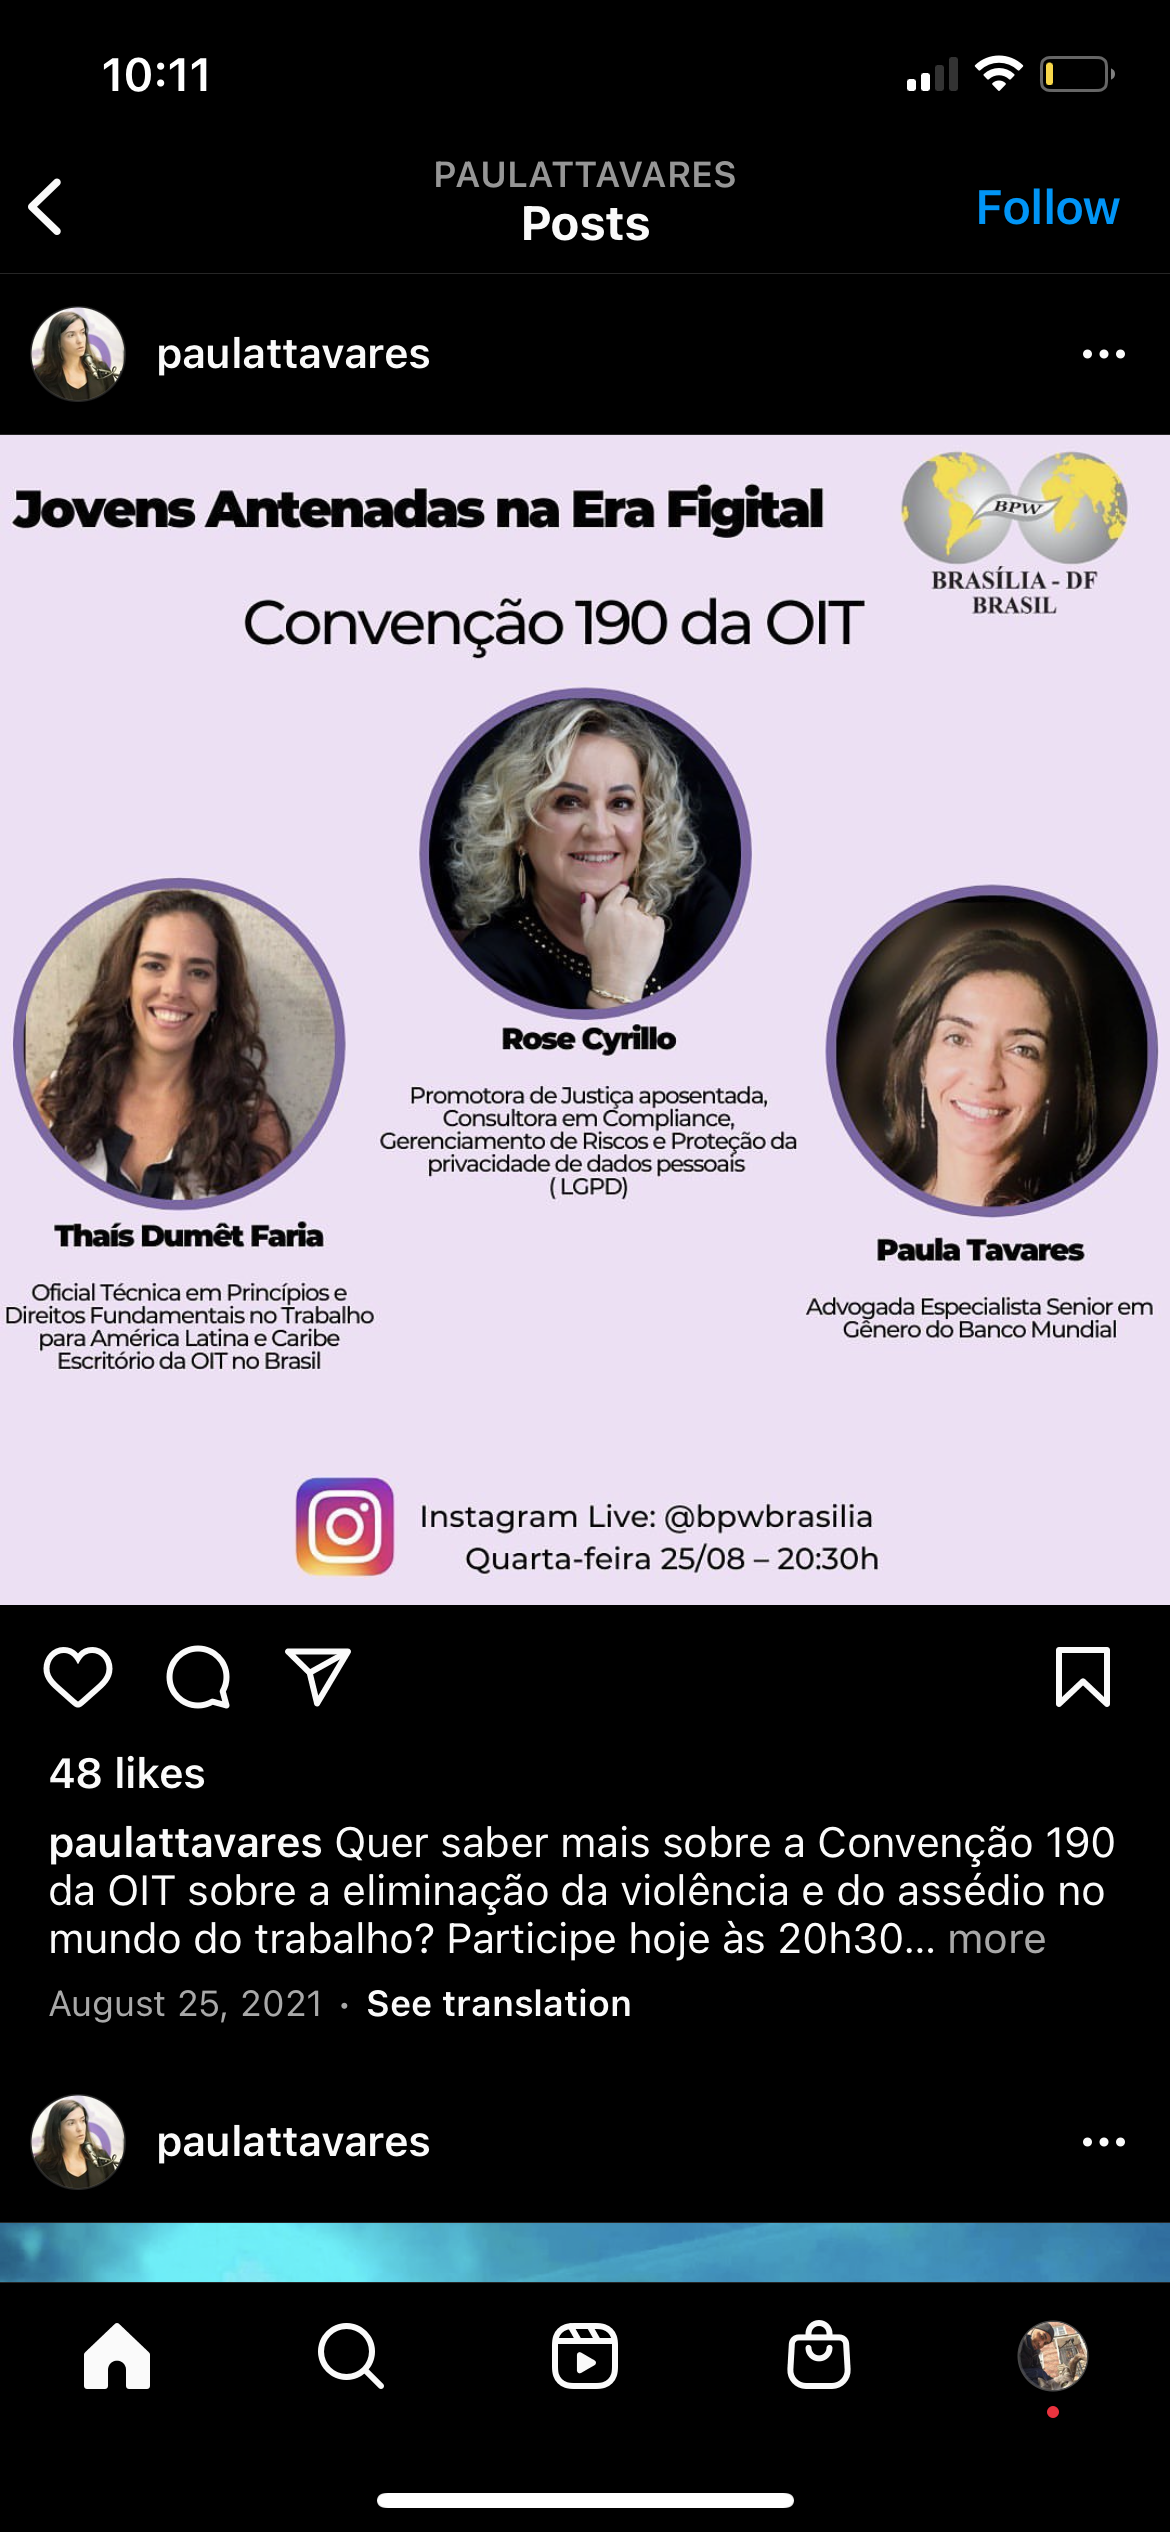 10:11
PAULATTAVARES
Posts
Follow
paulattavares
Jovens Antenadas na Era Figital
BPW
BRASÍLIA - DF
BRASIL
Convenção 190 da OIT
Rose Cyrillo
Promotora de Justiça aposentada,
Consultora em Compliance,
Gerenciamento de Riscos e Proteção da
privacidade de dados pessoais
( LGPD)
Thaís Dumêt Faria
Oficial Técnica em Princípios e
Direitos Fundamentais no Trabalho
para América Latina e Caribe
Escritório da OIT no Brasil
Paula Tavares
Advogada Especialista Senior em
Gênero do Banco Mundial
Instagram Live: @bpwbrasilia
Quarta-feira 25/08 – 20:30h
48 likes
paulattavares Quer saber mais sobre a Convenção 190
da OIT sobre a eliminação da violência e do assédio no
mundo do trabalho? Participe hoje às 20h30... more
August 25, 2021 · See translation
paulattavares